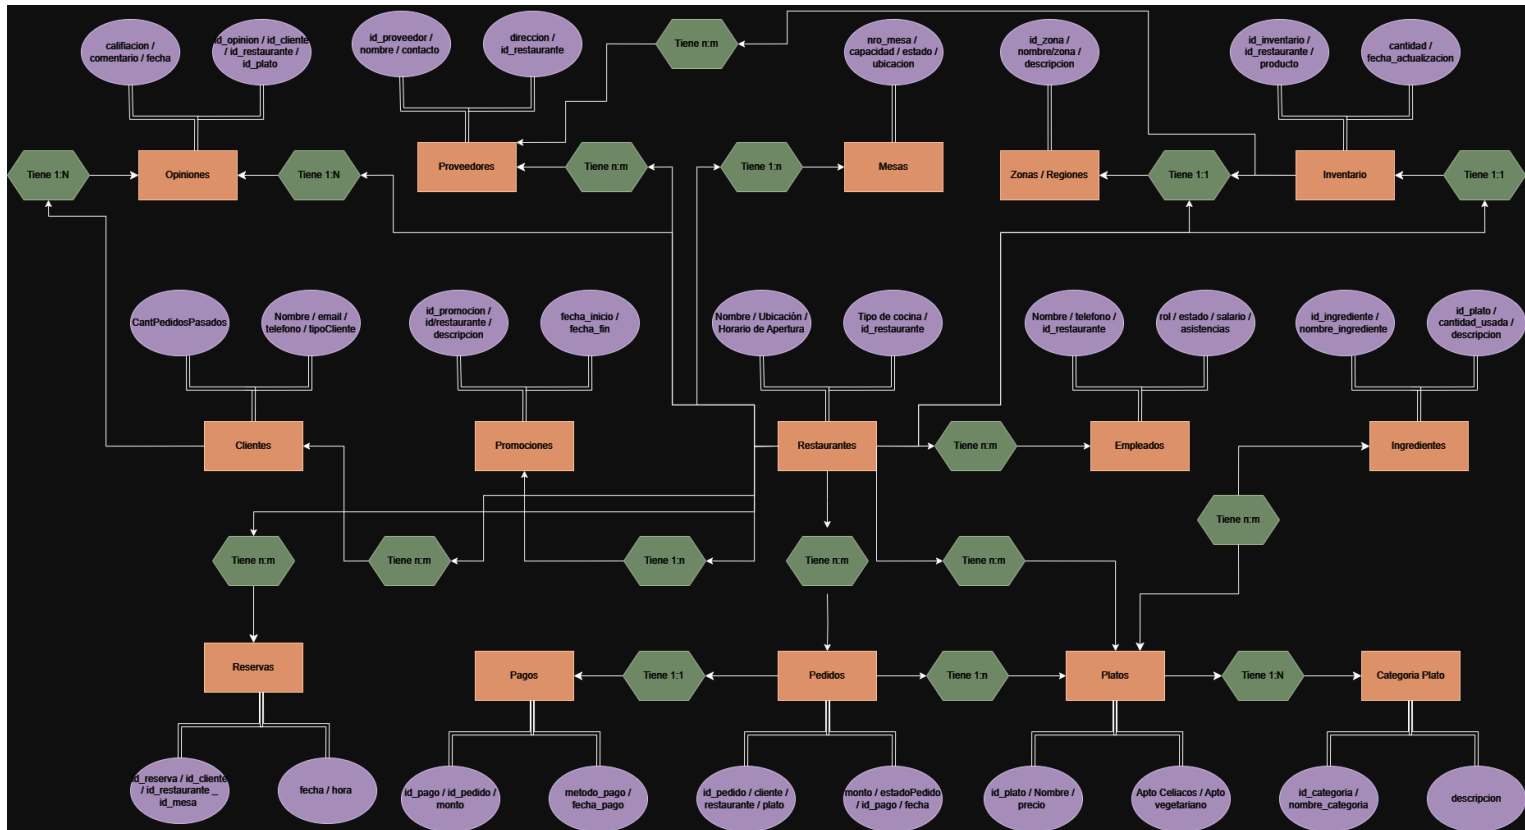 califiacion /
comentario / fecha
id_opinion / id_cliente
/ id_restaurante /
id_plato
id_proveedor /
nombre / contacto
direccion /
id_restaurante
Tiene n:m
nro_mesa /
capacidad / estado /
ubicacion
id_zona /
nombre/zona /
descripcion
id_inventario /
id_restaurante /
producto
cantidad /
fecha_actualizacion
Tiene 1:N
Opiniones
Tiene 1:N
Proveedores
Tiene n:m
Tiene 1:n
Mesas
Zonas / Regiones
Tiene 1:1
Inventario
Tiene 1:1
CantPedidosPasados
Nombre / email /
telefono / tipoCliente
id_promocion /
id/restaurante /
descripcion
fecha_inicio /
fecha_fin
Nombre / Ubicación /
Horario de Apertura
Tipo de cocina /
id_restaurante
Nombre / telefono /
id_restaurante
rol / estado / salario /
asistencias
id_ingrediente /
nombre_ingrediente
id_plato /
cantidad_usada /
descripcion
Clientes
Promociones
Restaurantes
Tiene n:m
Empleados
Ingredientes
Tiene n:m
Tiene n:m
Tiene n:m
Tiene 1:n
Tiene n:m
Tiene n:m
Reservas
Pagos
Tiene 1:1
Pedidos
Tiene 1:n
Platos
Tiene 1:N
Categoria Plato
id_reserva / id_cliente
/ id_restaurante _
id_mesa
fecha / hora
id_pago / id_pedido /
monto
metodo_pago /
fecha_pago
id_pedido / cliente /
restaurante / plato
monto / estadoPedido
/ id_pago / fecha
id_plato / Nombre /
precio
Apto Celiacos / Apto
vegetariano
id_categoria /
nombre_categoria
descripcion